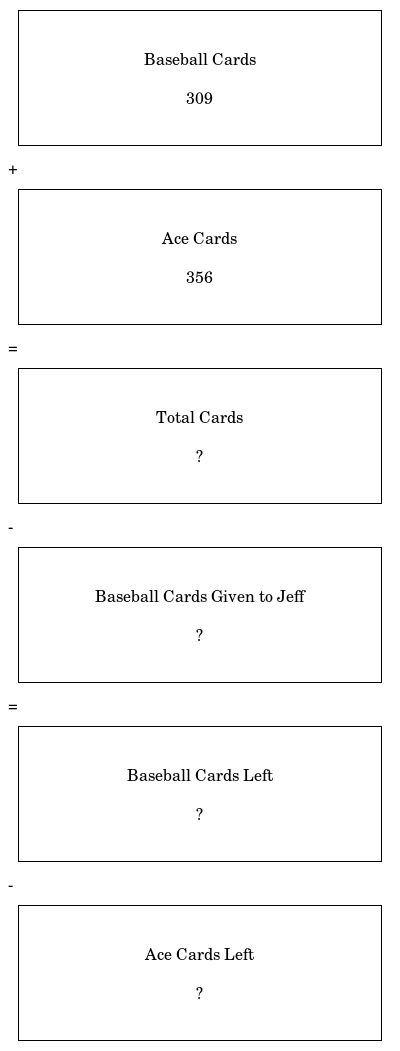 Baseball Cards
309
+
Ace Cards
356
=
Total Cards
?
-
Baseball Cards Given to Jeff
?
=
Baseball Cards Left
?
-
Ace Cards Left
?